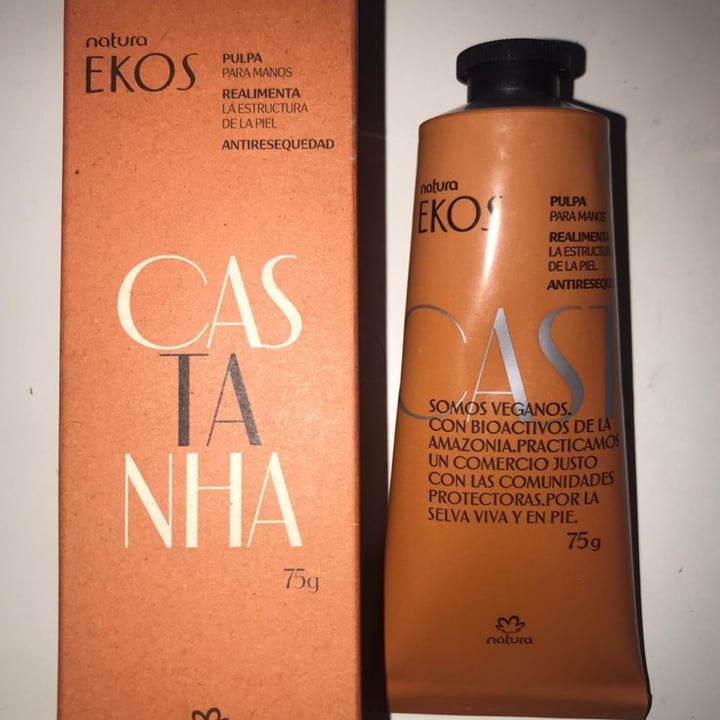 natura
EKOS
PULPA
PARA MANOS
REALIMENTA
LA ESTRUCTURA
DE LA PIEL
ANTIRESEQUEDAD
CAS
TA
NHA
75g
natura
EKOS
PULPA
PARA MANOS
REALIMENTA
LA ESTRUCTU
DE LA PIEL
ANTIRESEQU
CAST
SOMOS VEGANOS.
CON BIOACTIVOS DE LA
AMAZONIA.PRACTICAMOS
UN COMERCIO JUSTO
CON LAS COMUNIDADES
PROTECTORAS.POR LA
SELVA VIVA Y EN PIE.
75g
natura